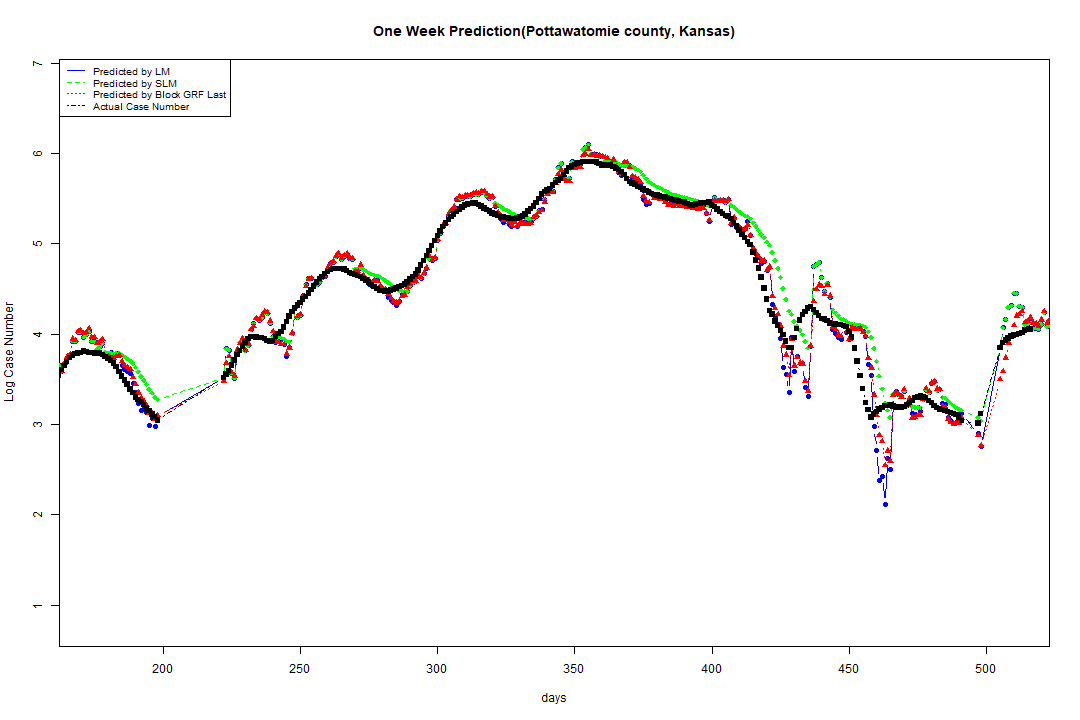 One Week Prediction(Pottawatomie county, Kansas)
Predicted by LM
Predicted by SLM
Predicted by Block GRF Last
Actual Case Number
7
6
5
4
3
2
1
Log Case Number
200 250 300 350 400 450 500
days